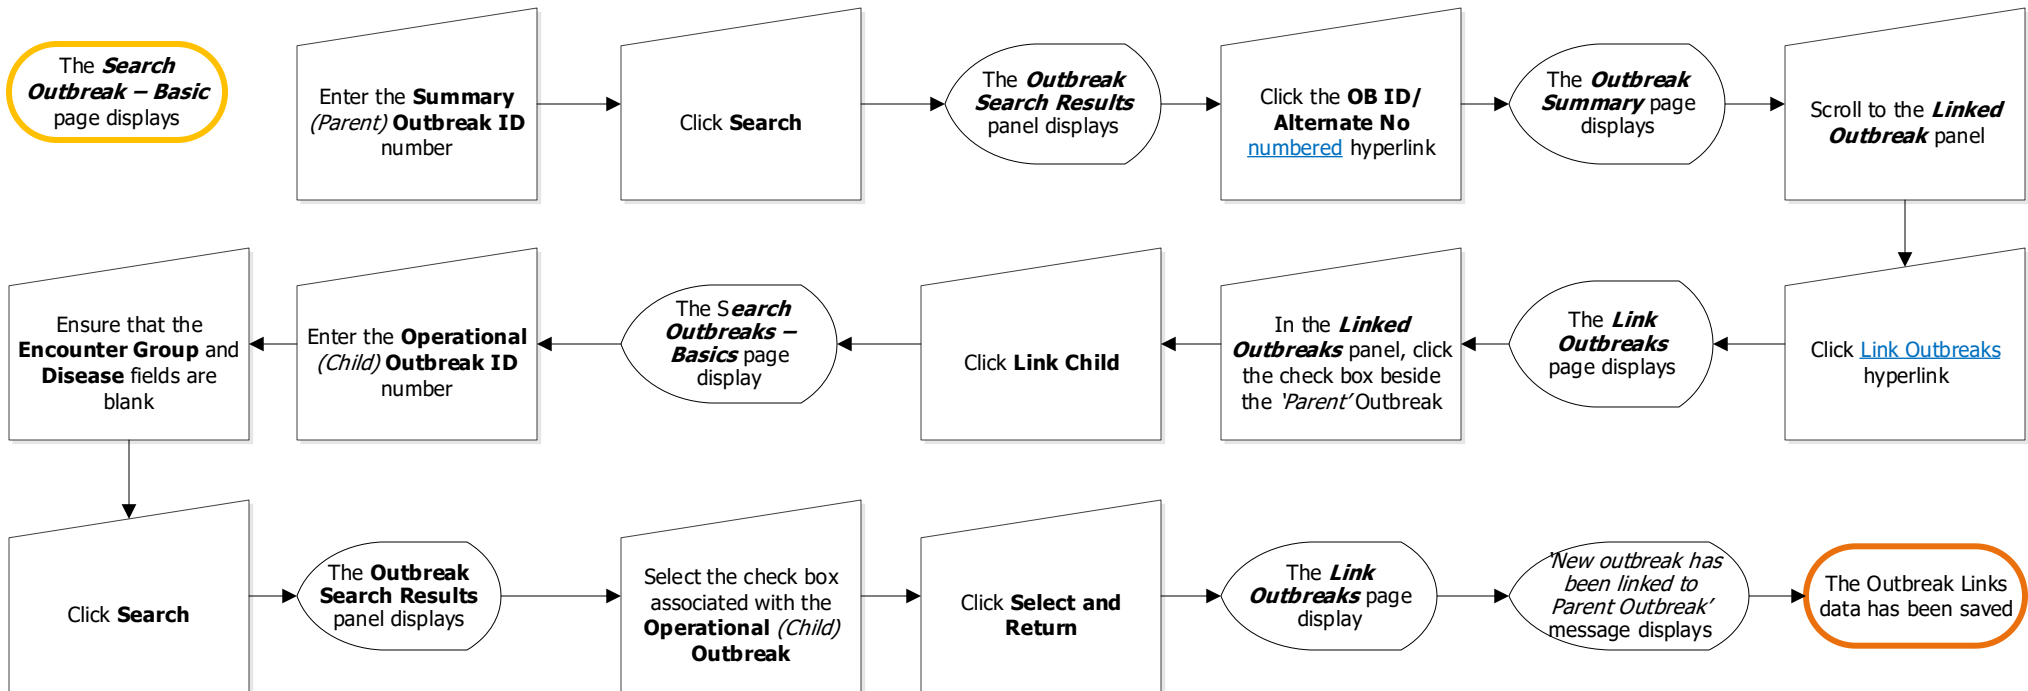 The Search
Outbreak – Basic
page displays
Enter the Summary
(Parent) Outbreak ID
number
Click Search
The Outbreak
Search Results
panel displays
Click the OB ID/
Alternate No
numbered hyperlink
The Outbreak
Summary page
displays
Scroll to the Linked
Outbreak panel
Click Link Outbreaks
hyperlink
The Link
Outbreaks
page displays
In the Linked
Outbreaks panel, click
the check box beside
the ‘Parent’ Outbreak
Click Link Child
The Search
Outbreaks –
Basics page
display
Enter the Operational
(Child) Outbreak ID
number
Ensure that the
Encounter Group and
Disease fields are
blank
Click Search
The Outbreak
Search Results
panel displays
Select the check box
associated with the
Operational (Child)
Outbreak
Click Select and
Return
The Link
Outbreaks page
display
‘New outbreak has
been linked to
Parent Outbreak’
message displays
The Outbreak Links
data has been saved